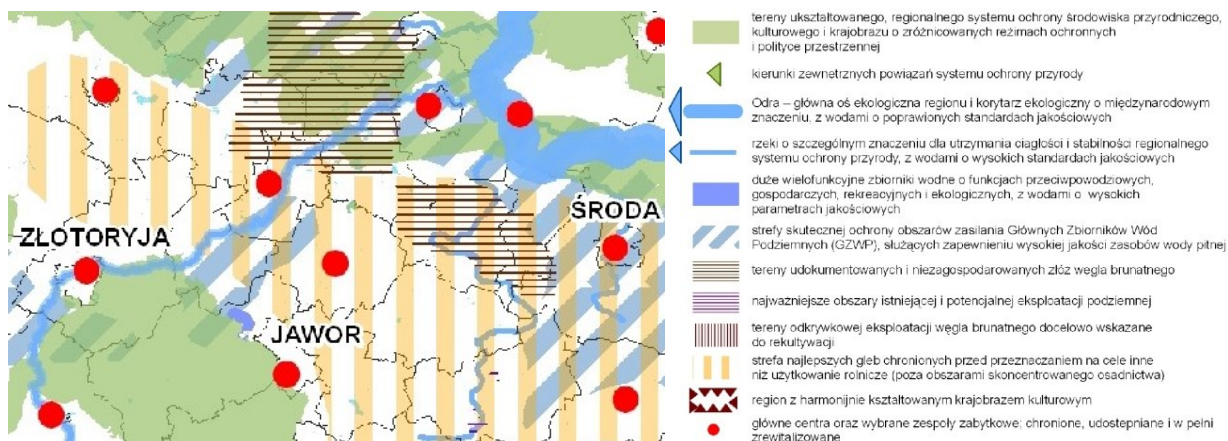 ZŁOTORYJA
JAWOR
ŚRODA
tereny ukształtowanego, regionalnego systemu ochrony środowiska przyrodniczego,
kulturowego i krajobrazu o zróżnicowanych reżimach ochronnych
i polityce przestrzennej
kierunki zewnetrznych powiązań systemu ochrony przyrody
Odra – główna oś ekologiczna regionu i korytarz ekologiczny o międzynarodowym
znaczeniu, z wodami o poprawionych standardach jakościowych
rzeki o szczególnym znaczeniu dla utrzymania ciągłości i stabilności regionalnego
systemu ochrony przyrody, z wodami o wysokich standardach jakościowych
duże wielofunkcyjne zbiorniki wodne o funkcjach przeciwpowodziowych,
gospodarczych, rekreacyjnych i ekologicznych, z wodami o wysokich
parametrach jakościowych
strefy skutecznej ochrony obszarów zasilania Głównych Zbiorników Wód
Podziemnych (GZWP), służących zapewnieniu wysokiej jakości zasobów wody pitnej
tereny udokumentowanych i niezagospodarowanych złóż węgla brunatnego
najważniejsze obszary istniejącej i potencjalnej eksploatacji podziemnej
tereny odkrywkowej eksploatacji węgla brunatnego docelowo wskazane
do rekultywacji
strefa najlepszych gleb chronionych przed przeznaczaniem na cele inne
niż użytkowanie rolnicze (poza obszarami skoncentrowanego osadnictwa)
region z harmonijnie kształtowanym krajobrazem kulturowym
główne centra oraz wybrane zespoły zabytkowe; chronione, udostępniane i w pełni
zrewitalizowane